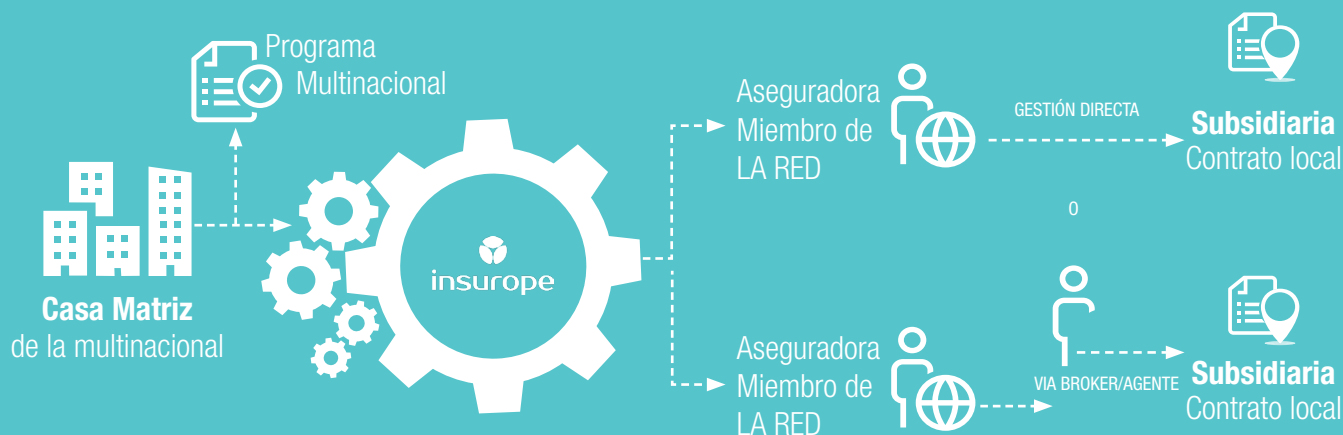 Programa
Multinacional
Casa Matriz
de la multinacional
insurope
Aseguradora
Miembro de
LA RED
GESTIÓN DIRECTA
Subsidiaria
Contrato local
O
Aseguradora
Miembro de
LA RED
VIA BROKER/AGENTE
Subsidiaria
Contrato local